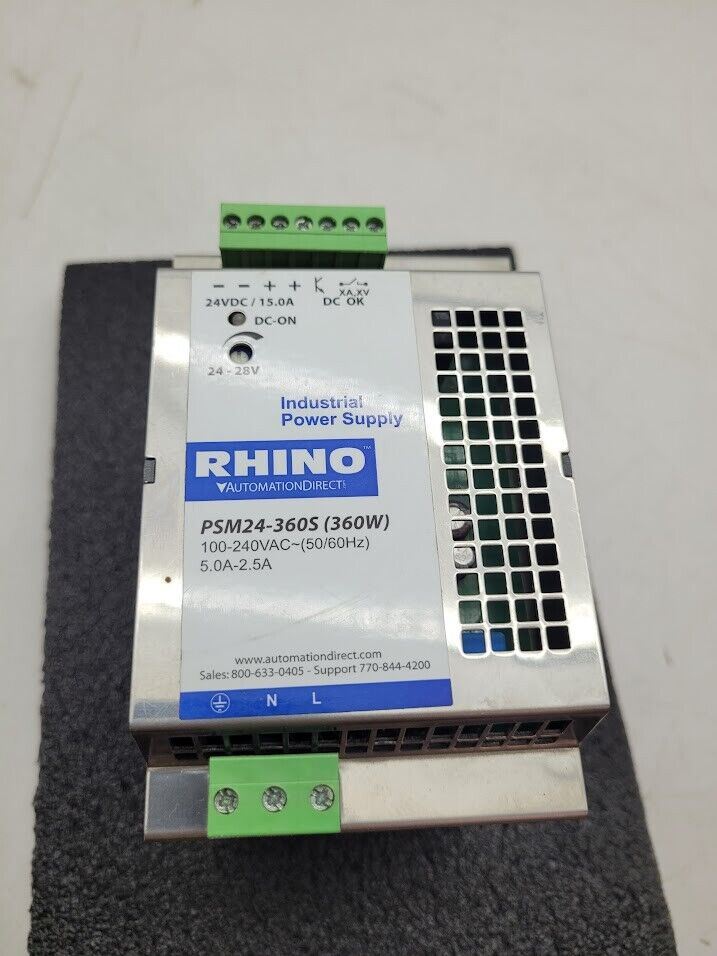 − − + +
XA,XV
24VDC / 15.0A DC OK
DC-ON
24 - 28V
Industrial
Power Supply
RHINO™
AUTOMATIONDIRECT
PSM24-360S (360W)
100-240VAC~(50/60Hz)
5.0A-2.5A
www.automationdirect.com
Sales: 800-633-0405 - Support 770-844-4200
N L